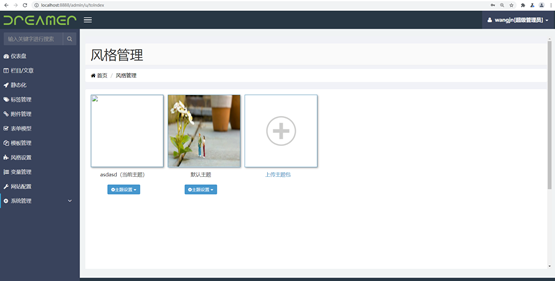 localhost:8888/admin/u/toIndex
DREAMER
wangjn[超级管理员]
输入关键字进行搜索
仪表盘
栏目/文章
静态化
标签管理
附件管理
表单模型
模板管理
风格设置
变量管理
网站配置
系统管理
风格管理
首页 / 风格管理
asdasd（当前主题）
默认主题
上传主题包
主题设置
主题设置